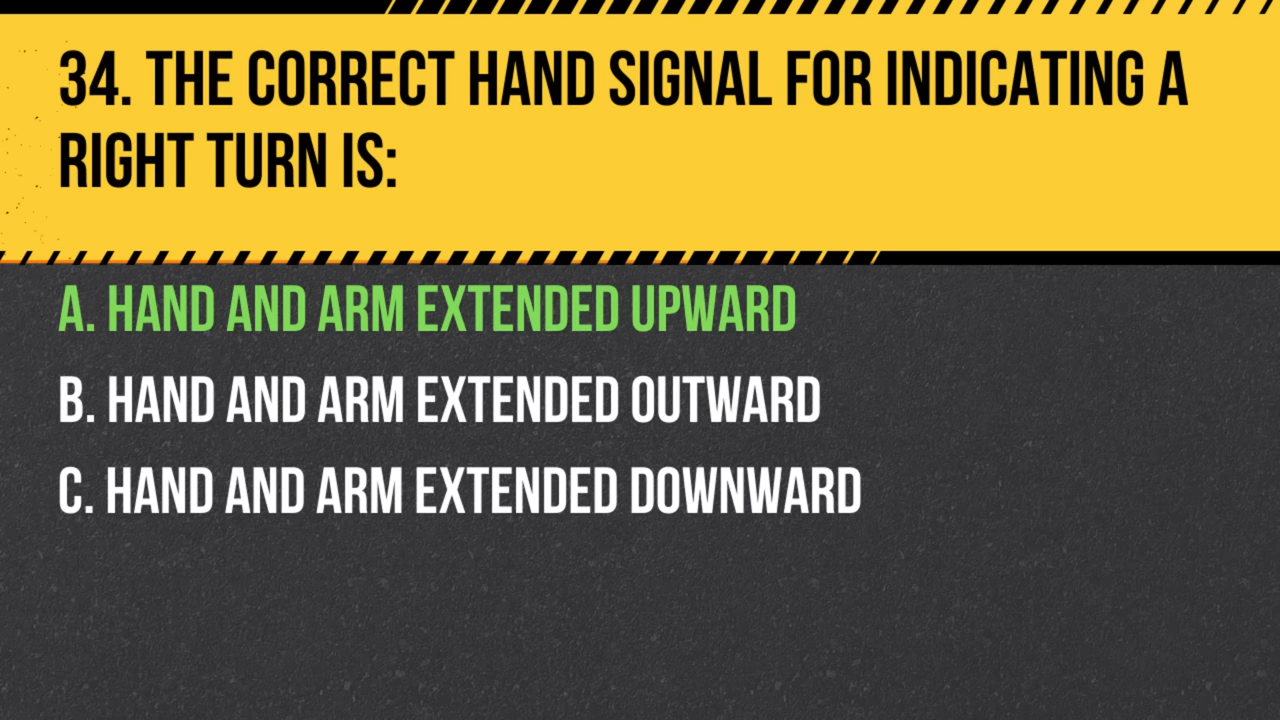 34. THE CORRECT HAND SIGNAL FOR INDICATING A
RIGHT TURN IS:
A. HAND AND ARM EXTENDED UPWARD
B. HAND AND ARM EXTENDED OUTWARD
C. HAND AND ARM EXTENDED DOWNWARD